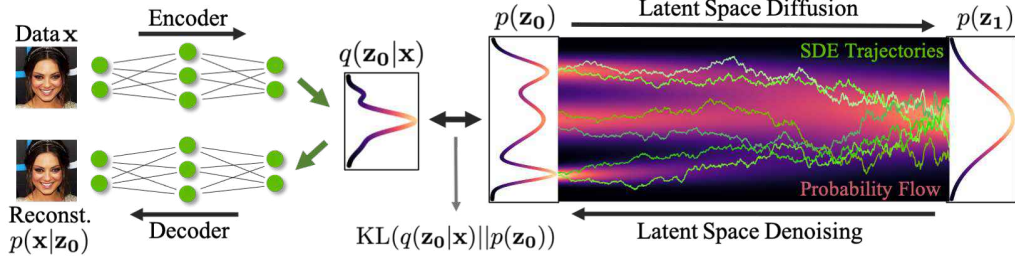 Encoder
Data x
q(z₀|x)
Reconst.
p(x|z₀)
Decoder
KL(q(z₀|x)||p(z₀))
p(z₀)
Latent Space Diffusion
p(z₁)
SDE Trajectories
Probability Flow
Latent Space Denoising